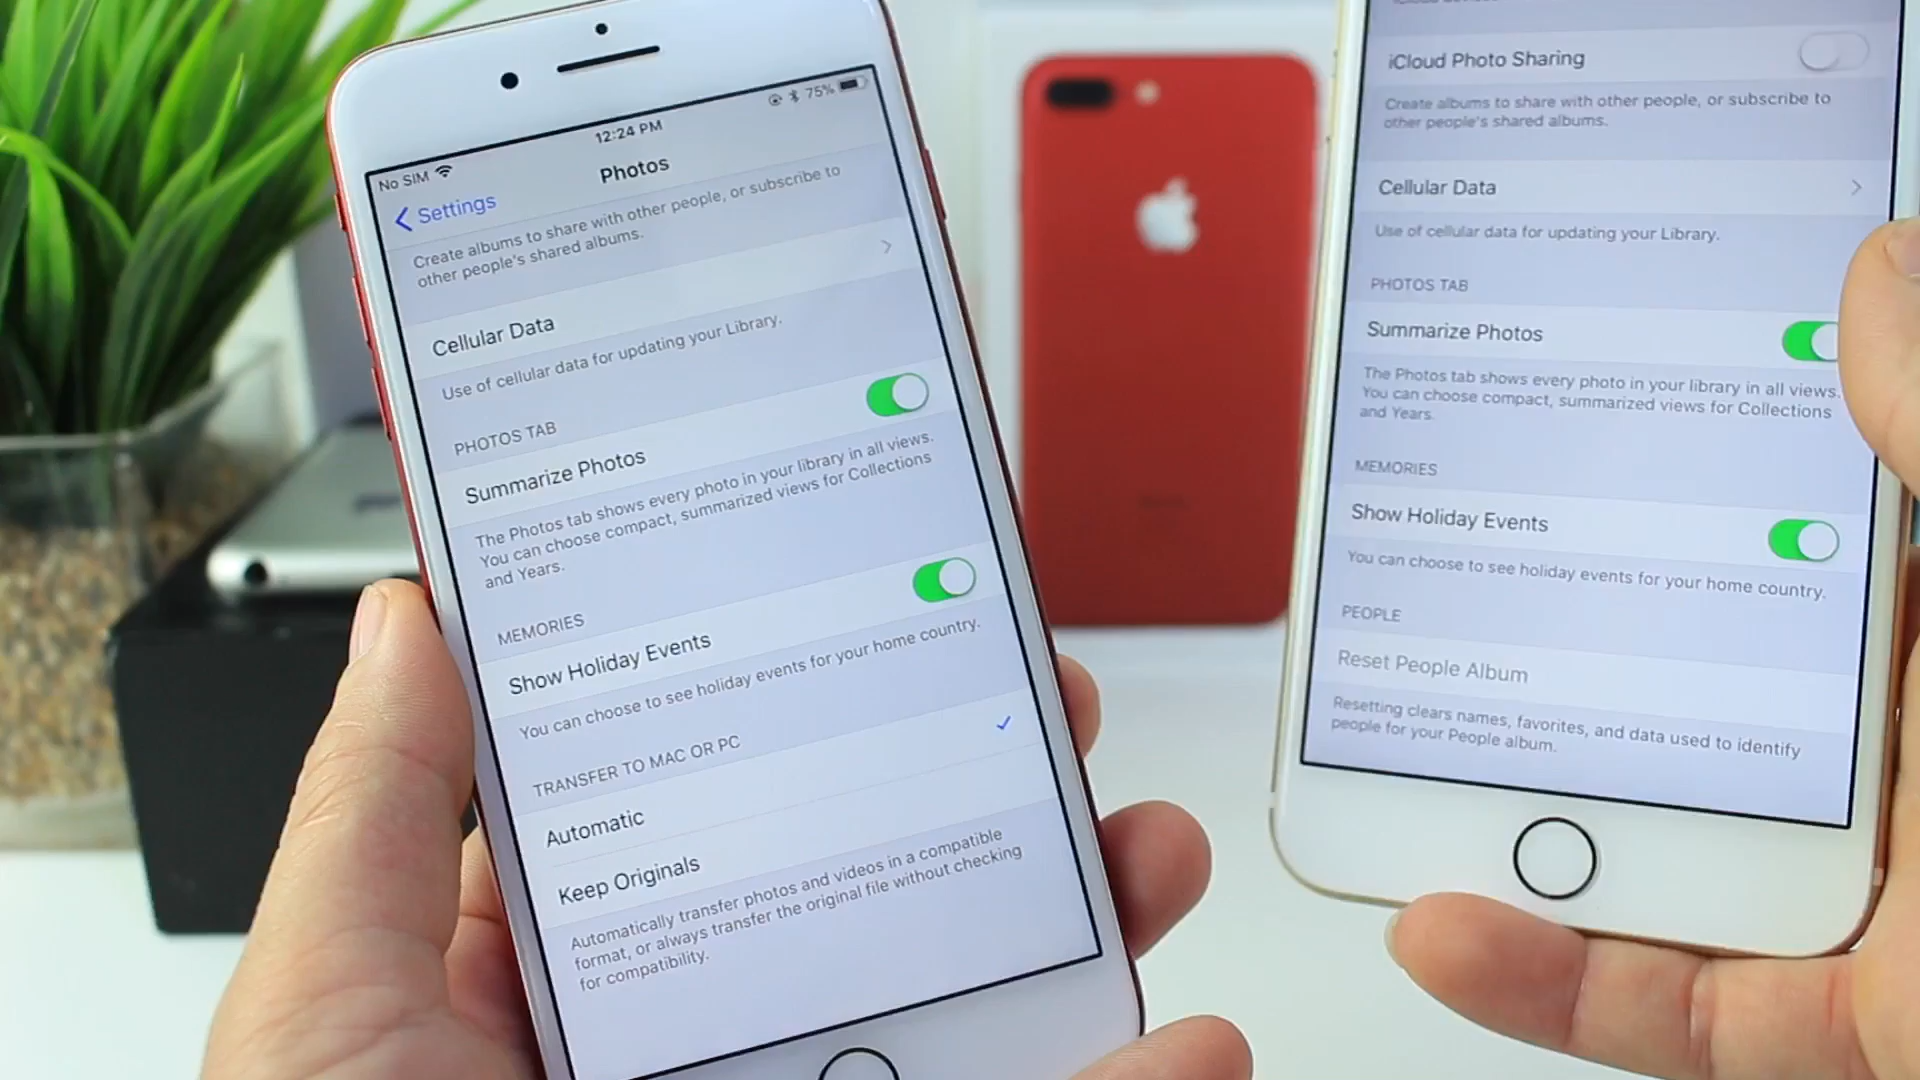 No SIM
12:24 PM
75%
Settings
Photos
Create albums to share with other people, or subscribe to
other people's shared albums.
Cellular Data
Use of cellular data for updating your Library.
PHOTOS TAB
Summarize Photos
The Photos tab shows every photo in your library in all views.
You can choose compact, summarized views for Collections
and Years.
MEMORIES
Show Holiday Events
You can choose to see holiday events for your home country.
TRANSFER TO MAC OR PC
Automatic
Keep Originals
Automatically transfer photos and videos in a compatible
format, or always transfer the original file without checking
for compatibility.
iCloud Photo Sharing
Create albums to share with other people, or subscribe to
other people's shared albums.
Cellular Data
Use of cellular data for updating your Library.
PHOTOS TAB
Summarize Photos
The Photos tab shows every photo in your library in all views.
You can choose compact, summarized views for Collections
and Years.
MEMORIES
Show Holiday Events
You can choose to see holiday events for your home country.
PEOPLE
Reset People Album
Resetting clears names, favorites, and data used to identify
people for your People album.